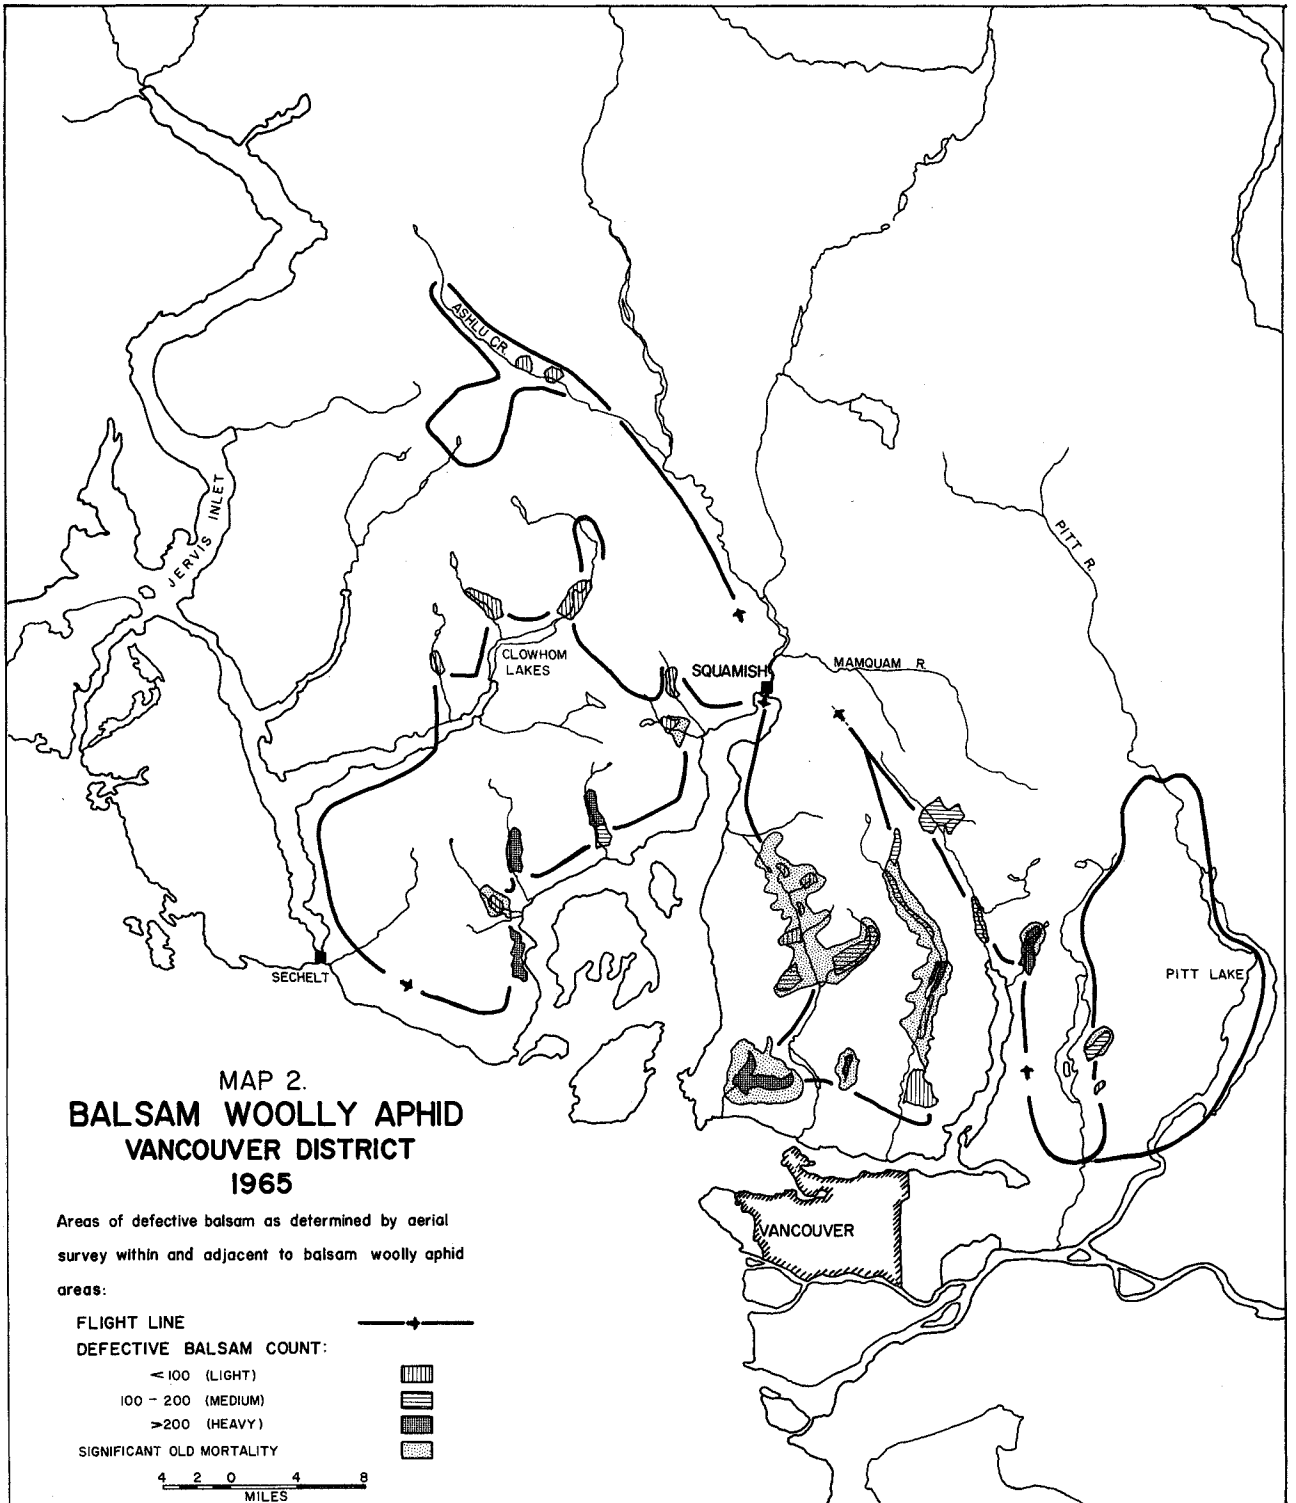 ASHLU CR.
JERVIS INLET
PITT R.
CLOWHOM
LAKES
SQUAMISH
MAMQUAM R.
SECHELT
PITT LAKE
VANCOUVER
MAP 2.
BALSAM WOOLLY APHID
VANCOUVER DISTRICT
1965
Areas of defective balsam as determined by aerial
survey within and adjacent to balsam woolly aphid
areas:
FLIGHT LINE
DEFECTIVE BALSAM COUNT:
<100 (LIGHT)
100 - 200 (MEDIUM)
>200 (HEAVY)
SIGNIFICANT OLD MORTALITY
4 2 0 4 8
MILES